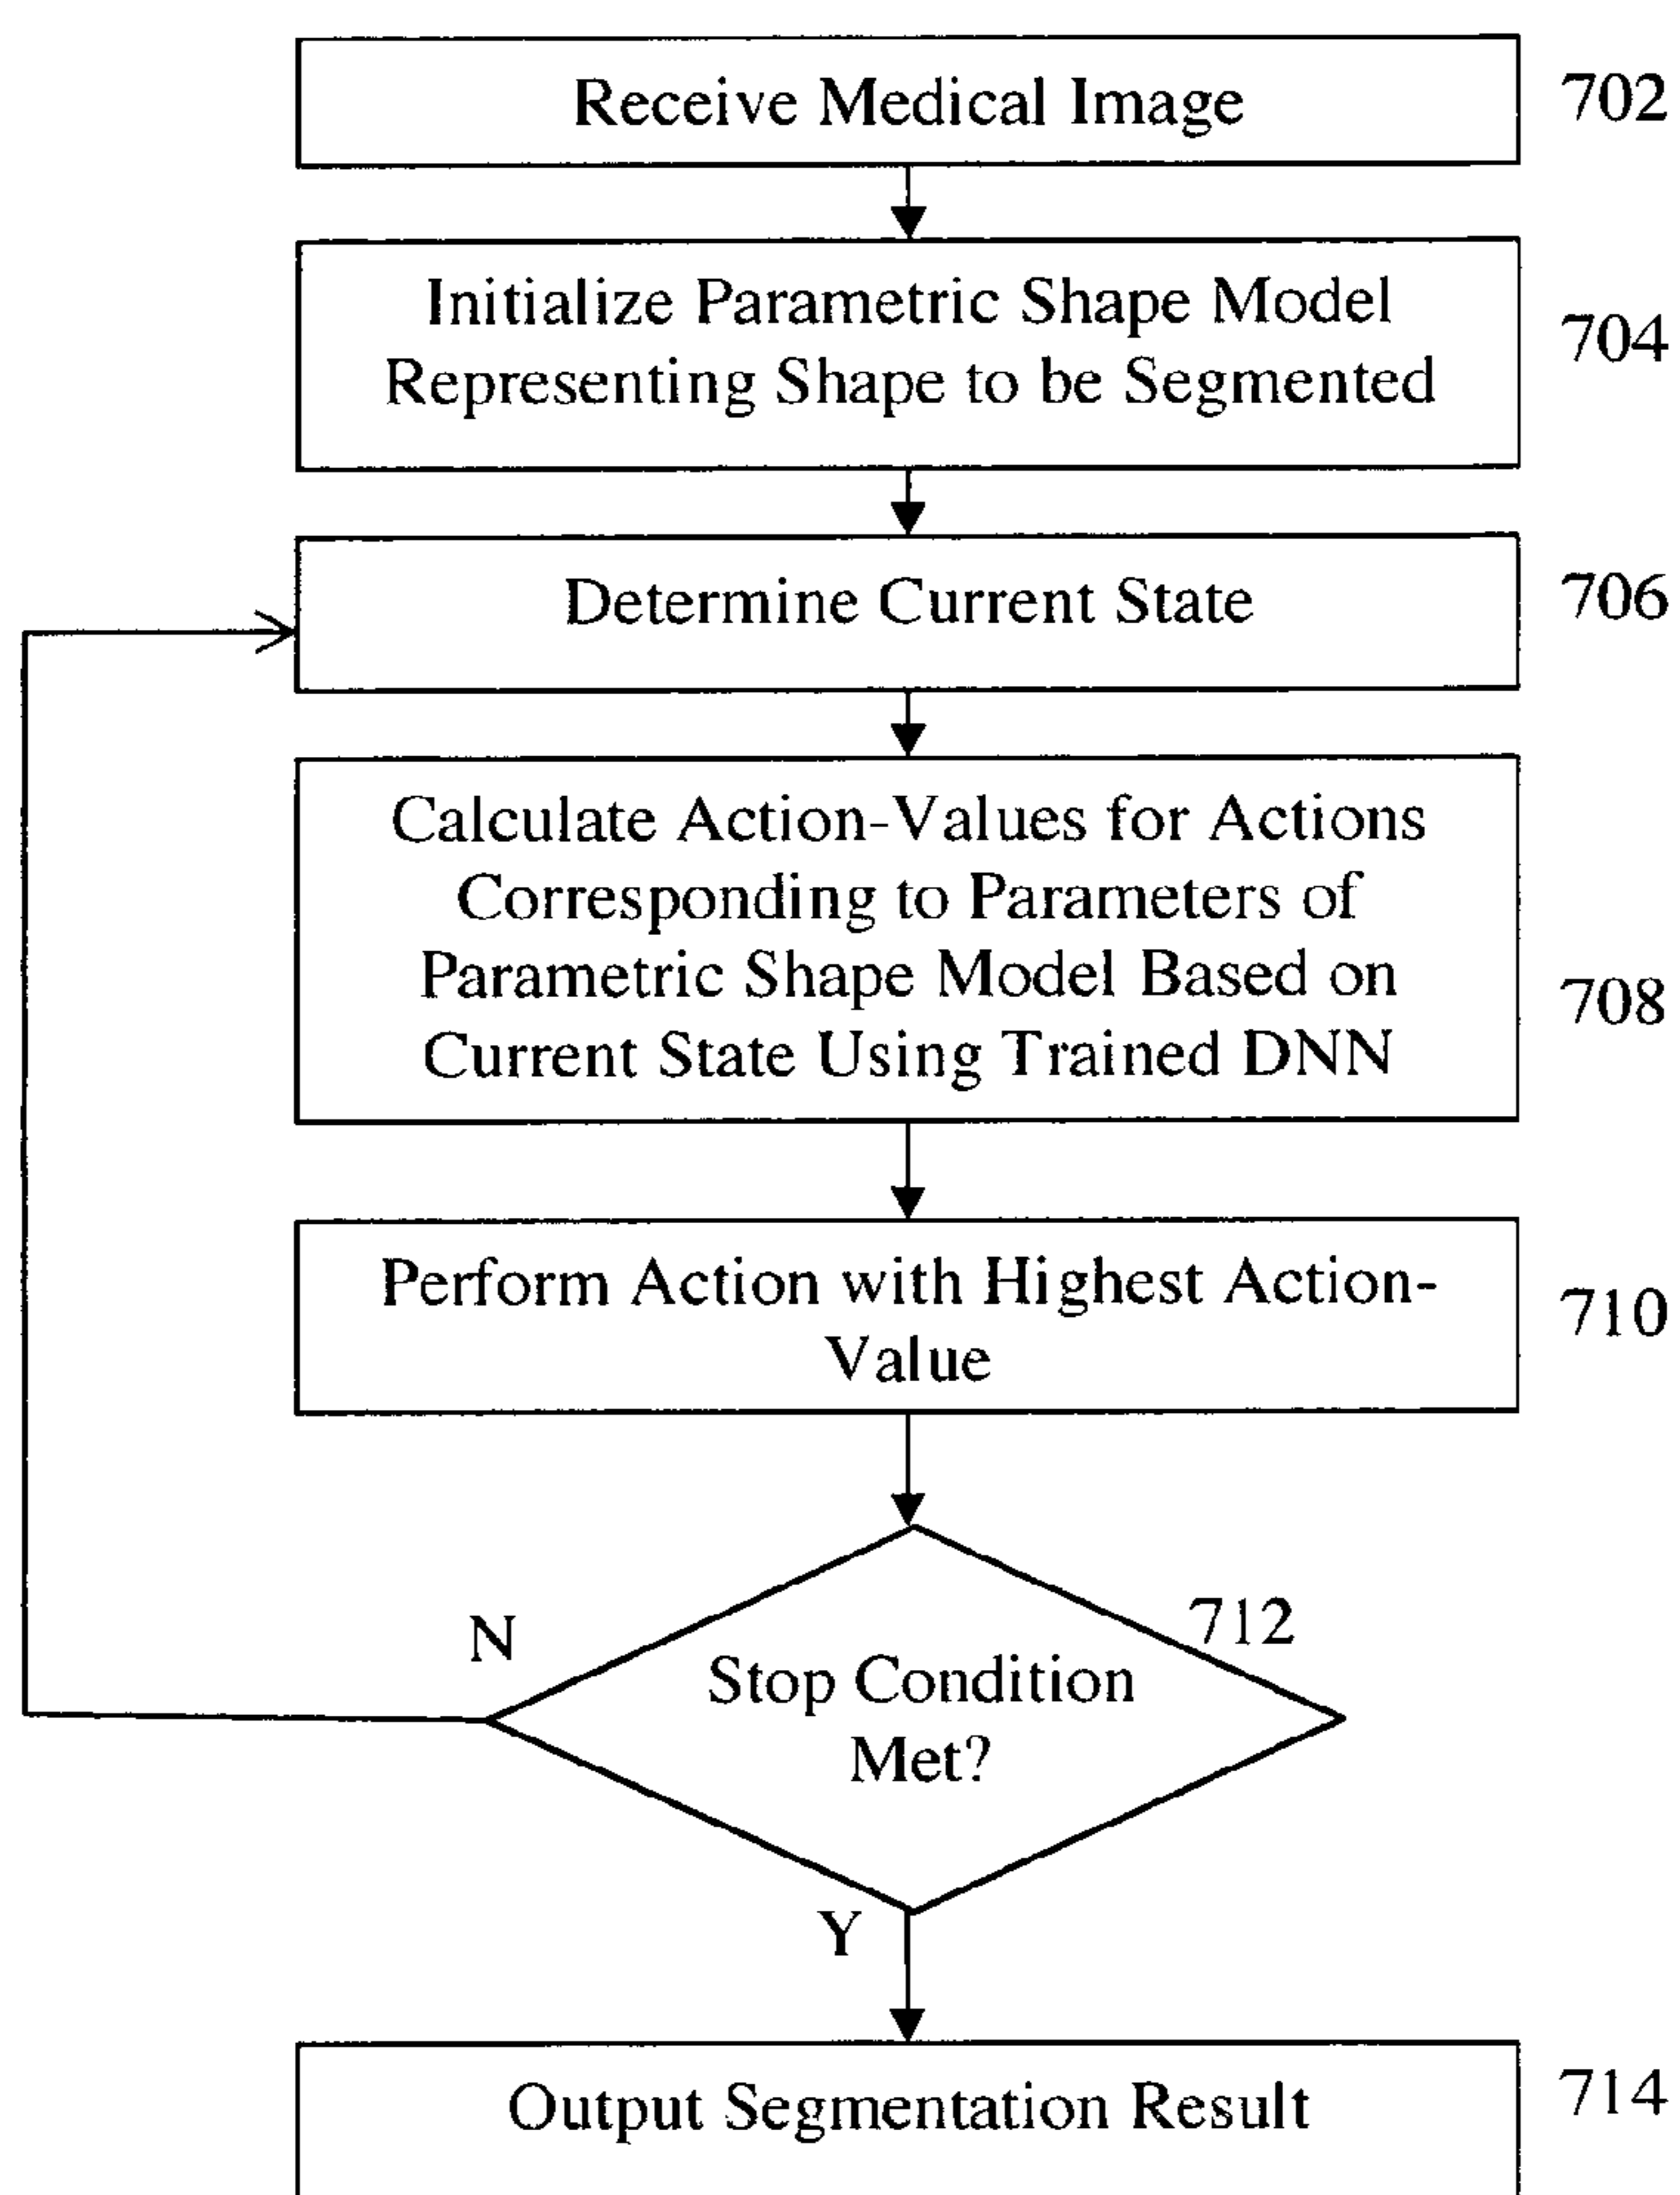 Receive Medical Image
702
Initialize Parametric Shape Model
Representing Shape to be Segmented
704
Determine Current State
706
Calculate Action-Values for Actions
Corresponding to Parameters of
Parametric Shape Model Based on
Current State Using Trained DNN
708
Perform Action with Highest Action-
Value
710
712
N
Stop Condition
Met?
Y
Output Segmentation Result
714